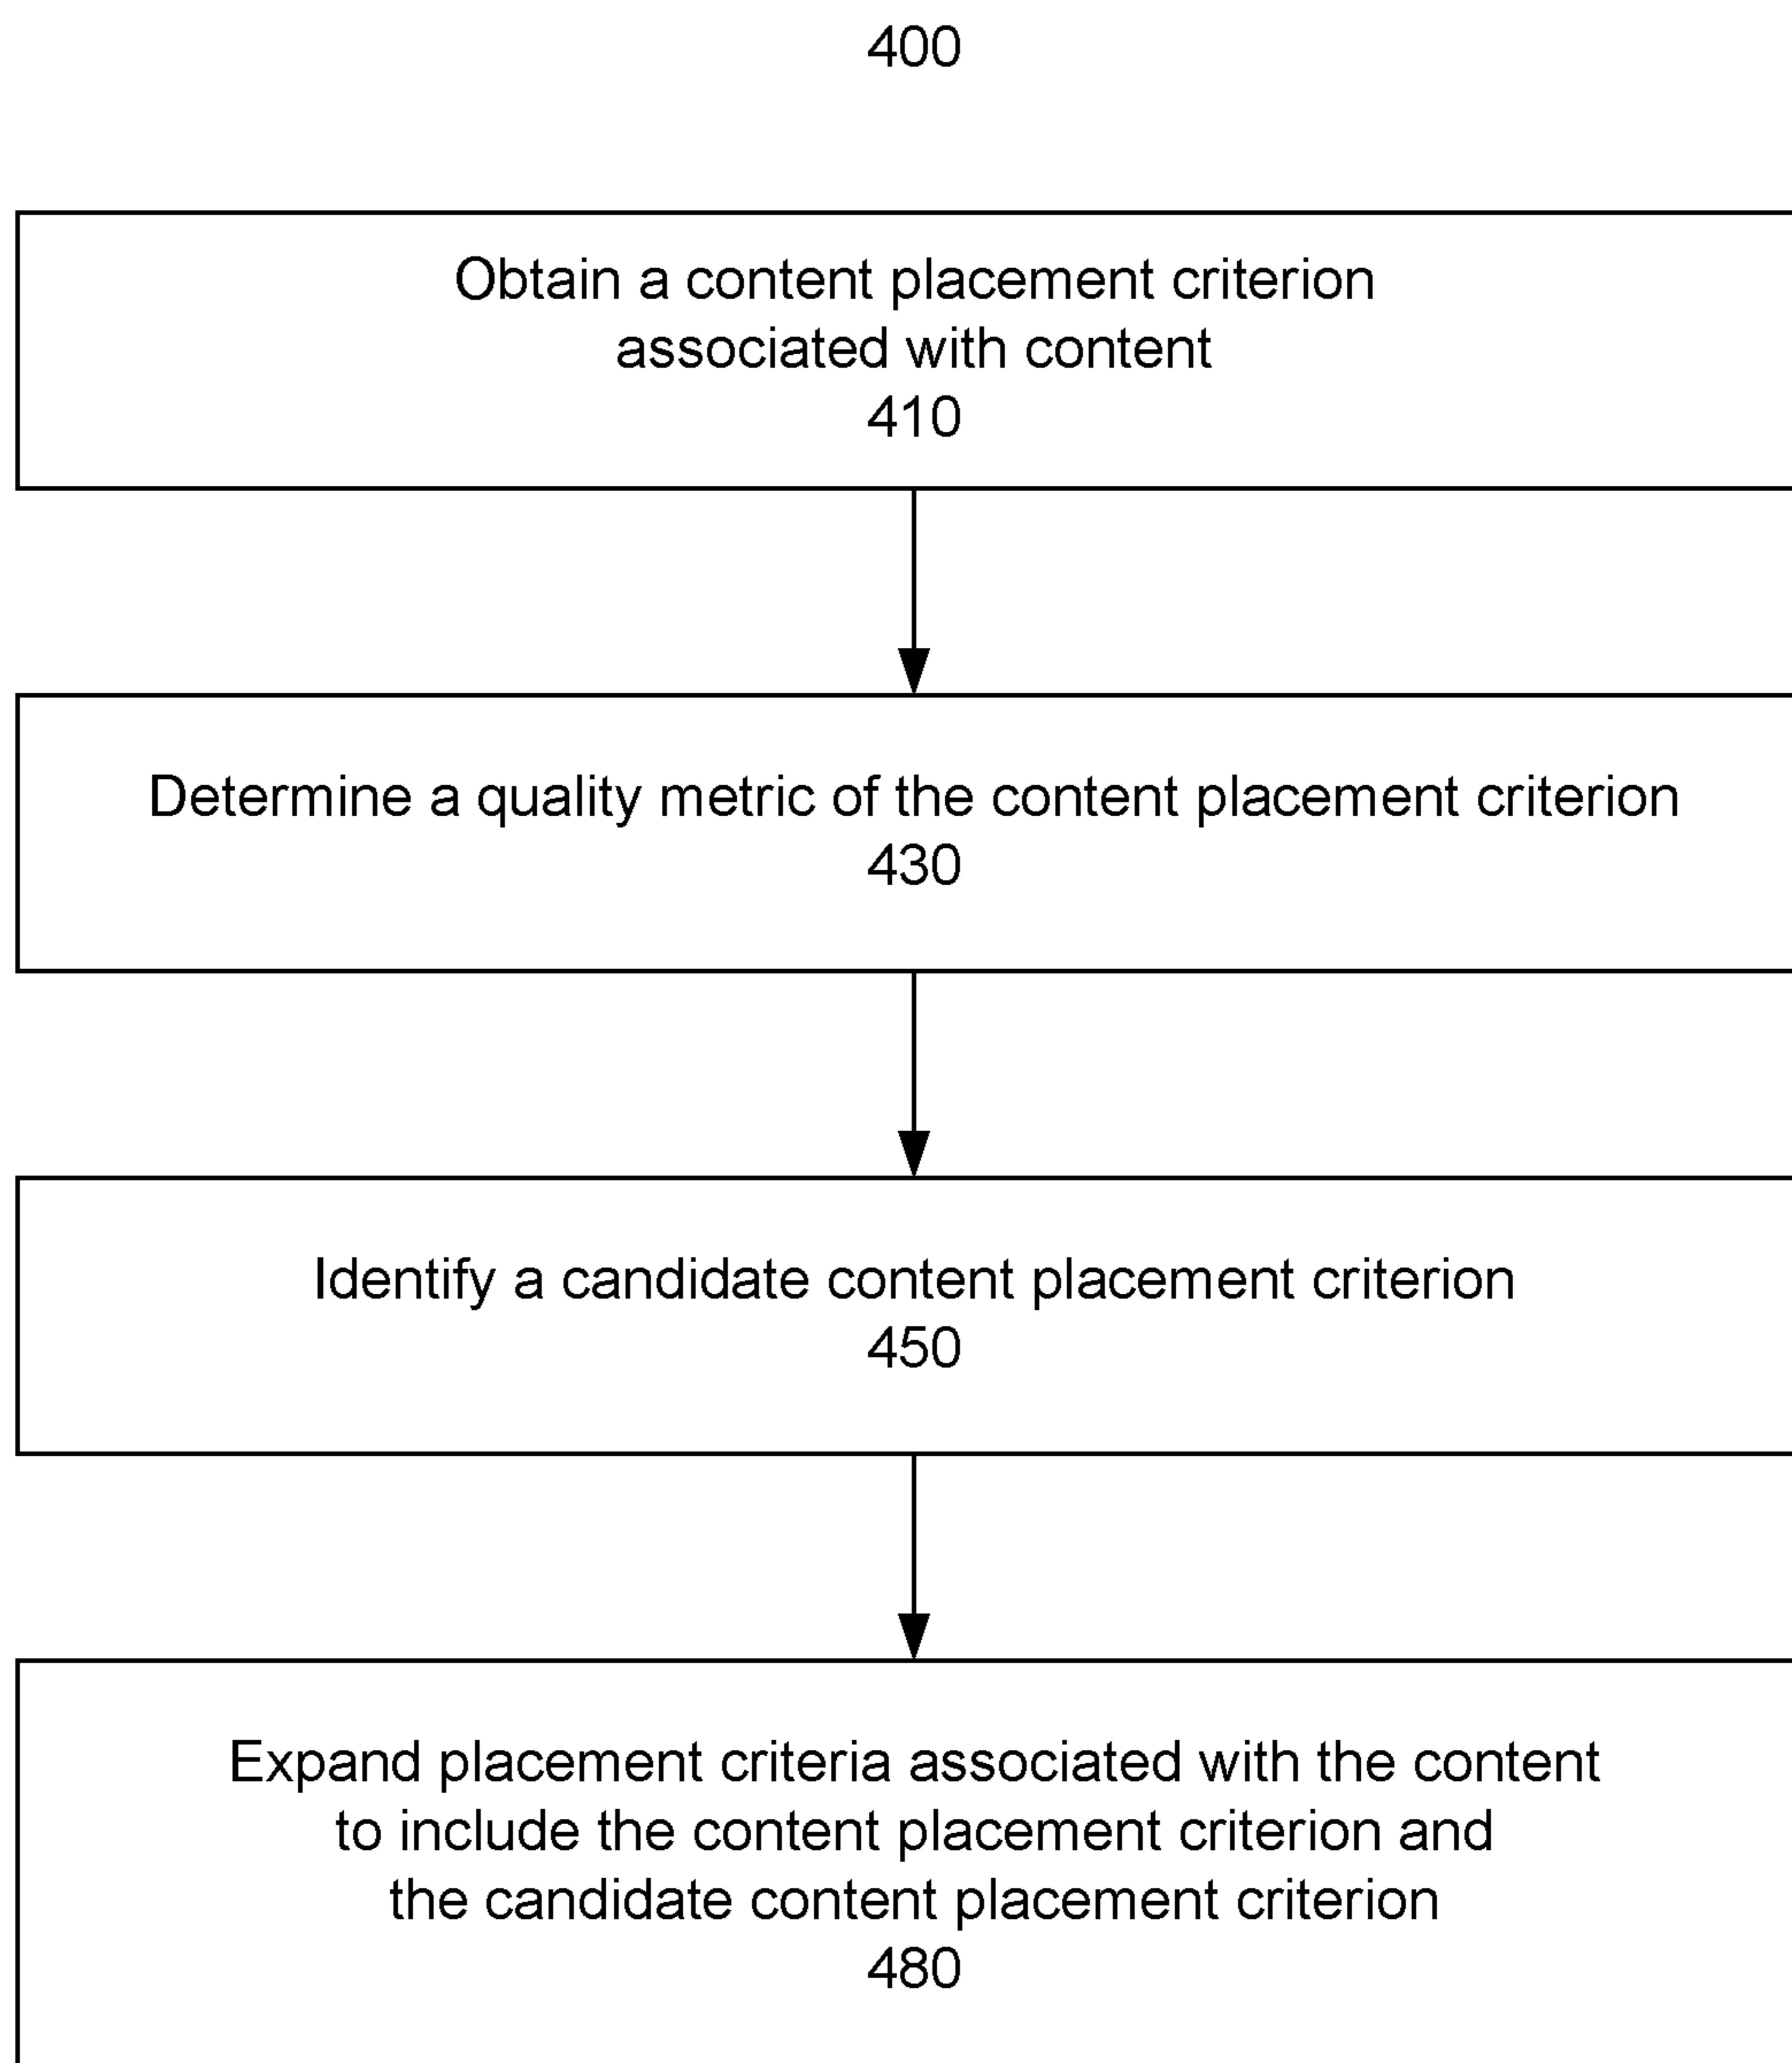 400
Obtain a content placement criterion
associated with content
410
Determine a quality metric of the content placement criterion
430
Identify a candidate content placement criterion
450
Expand placement criteria associated with the content
to include the content placement criterion and
the candidate content placement criterion
480